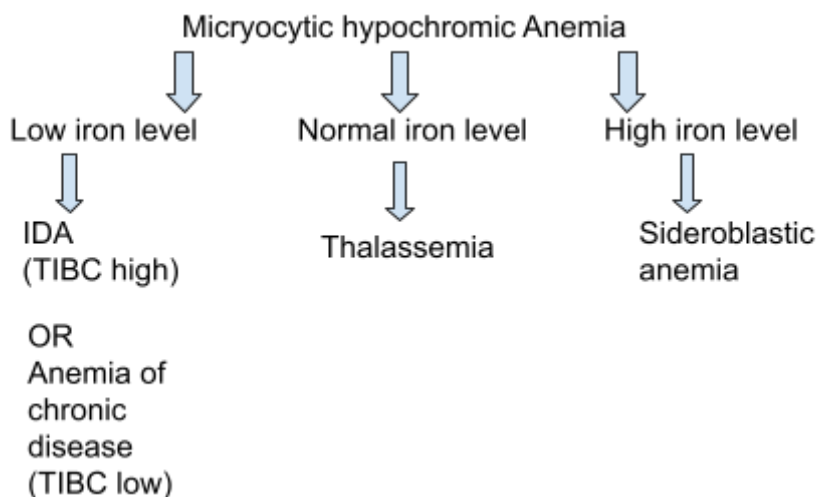 Micryocytic hypochromic Anemia
Low iron level
Normal iron level
High iron level
IDA
(TIBC high)
OR
Anemia of
chronic
disease
(TIBC low)
Thalassemia
Sideroblastic
anemia